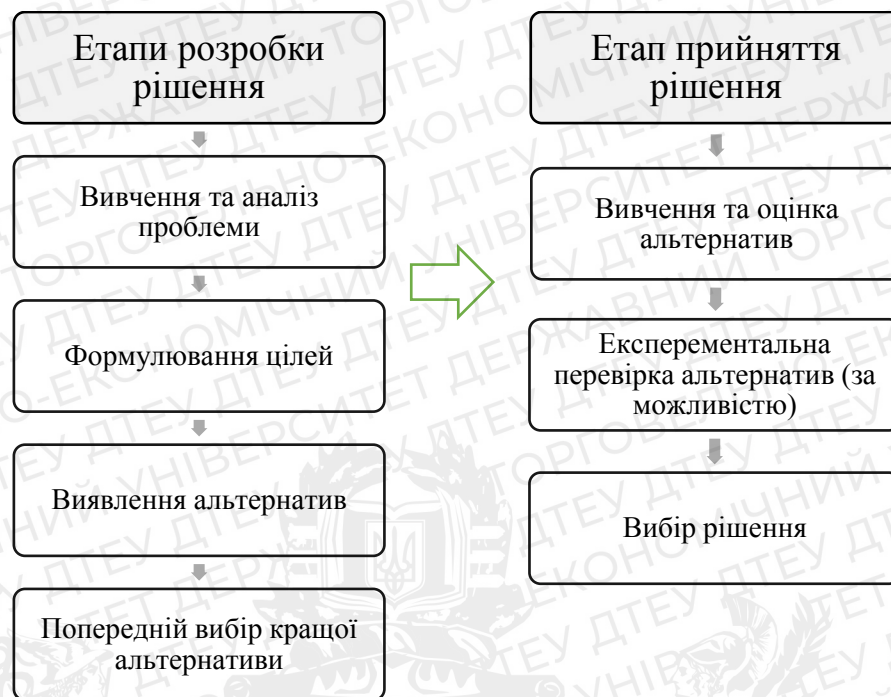 Етапи розробки
рішення
Вивчення та аналіз
проблеми
Формулювання цілей
Виявлення альтернатив
Попередній вибір кращої
альтернативи
Етап прийняття
рішення
Вивчення та оцінка
альтернатив
Експерементальна
перевірка альтернатив (за
можливістю)
Вибір рішення